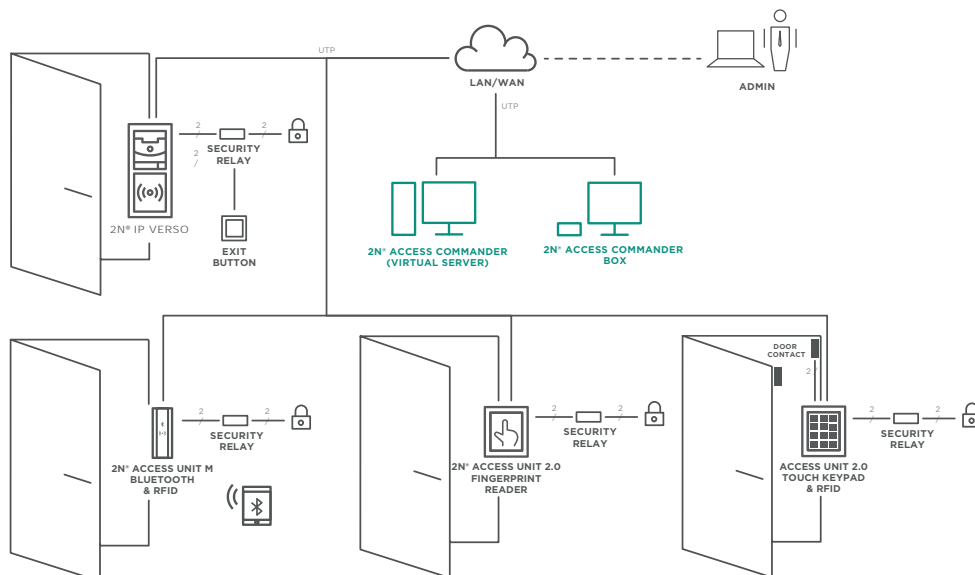 UTP
LAN/WAN
ADMIN
UTP
2
2
2
SECURITY
RELAY
2N® IP VERSO
EXIT
BUTTON
2N® ACCESS COMMANDER
(VIRTUAL SERVER)
2N® ACCESS COMMANDER
BOX
DOOR
CONTACT
2
2
2
SECURITY
RELAY
2N® ACCESS UNIT M
BLUETOOTH
& RFID
2
2
SECURITY
RELAY
2N® ACCESS UNIT 2.0
FINGERPRINT
READER
2
2
SECURITY
RELAY
ACCESS UNIT 2.0
TOUCH KEYPAD
& RFID